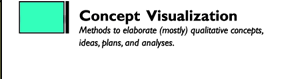 Concept Visualization
Methods to elaborate (mostly) qualitative concepts,
ideas, plans, and analyses.